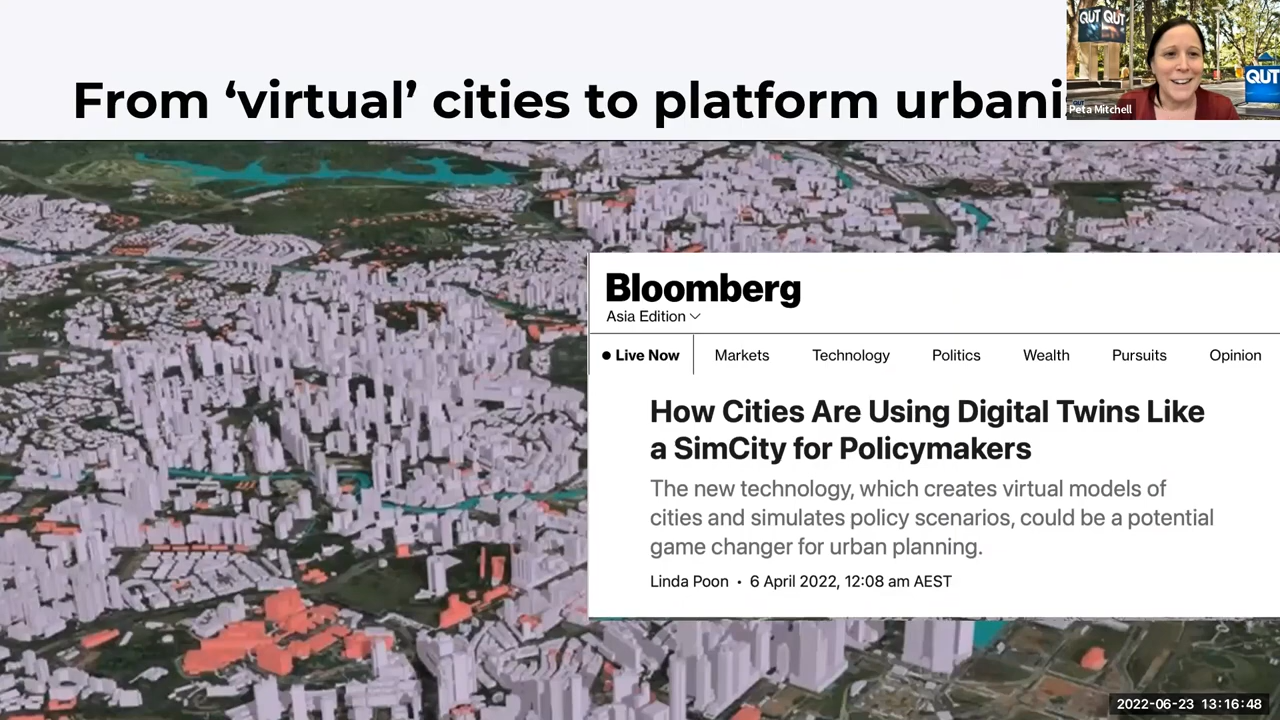 From ‘virtual’ cities to platform urbani
QUT QUT
QUT
Peta Mitchell
Bloomberg
Asia Edition
Live Now Markets Technology Politics Wealth Pursuits Opinion
How Cities Are Using Digital Twins Like
a SimCity for Policymakers
The new technology, which creates virtual models of
cities and simulates policy scenarios, could be a potential
game changer for urban planning.
Linda Poon • 6 April 2022, 12:08 am AEST
2022-06-23 13:16:48